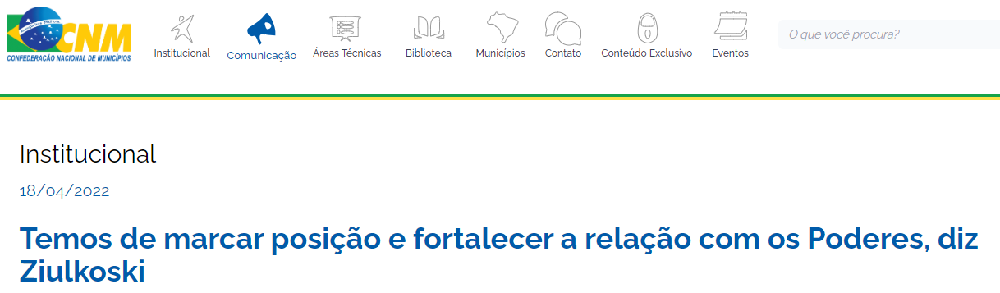 CNM
CONFEDERAÇÃO NACIONAL DE MUNICÍPIOS
Institucional
Comunicação
Áreas Técnicas
Biblioteca
Municípios
Contato
Conteúdo Exclusivo
Eventos
O que você procura?
Institucional
18/04/2022
Temos de marcar posição e fortalecer a relação com os Poderes, diz
Ziulkoski